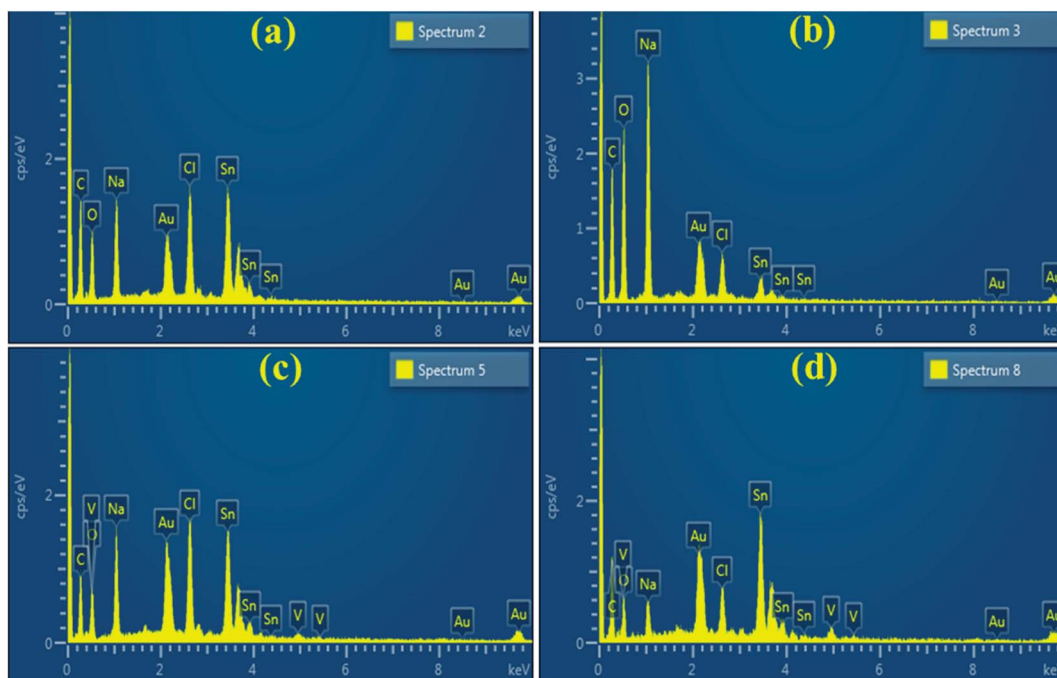 (a)
Spectrum 2
cps/eV
2
0
C
O
Na
Au
Cl
Sn
Sn
Sn
Au
Au
0 2 4 6 8 keV
(b)
Spectrum 3
cps/eV
3
2
1
0
C
O
Na
Au
Cl
Sn
Sn
Sn
Au
Au
0 2 4 6 8 keV
(c)
Spectrum 5
cps/eV
2
0
C
V
O
Na
Au
Cl
Sn
Sn
Sn
V
V
Au
Au
0 2 4 6 8 keV
(d)
Spectrum 8
cps/eV
2
0
C
V
O
Na
Au
Cl
Sn
Sn
Sn
V
V
Au
Au
0 2 4 6 8 keV